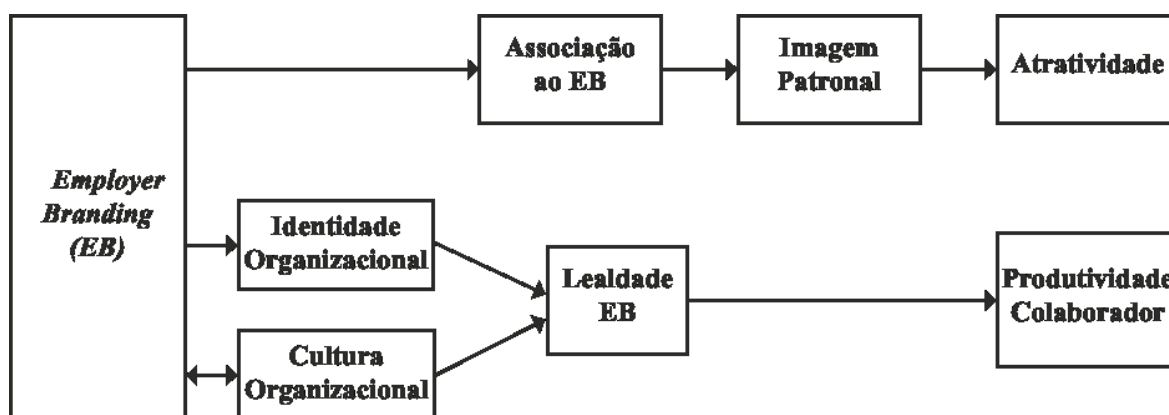 Associação
ao EB
Imagem
Patronal
Atratividade
Employer
Branding
(EB)
Identidade
Organizacional
Lealdade
EB
Produtividade
Colaborador
Cultura
Organizacional